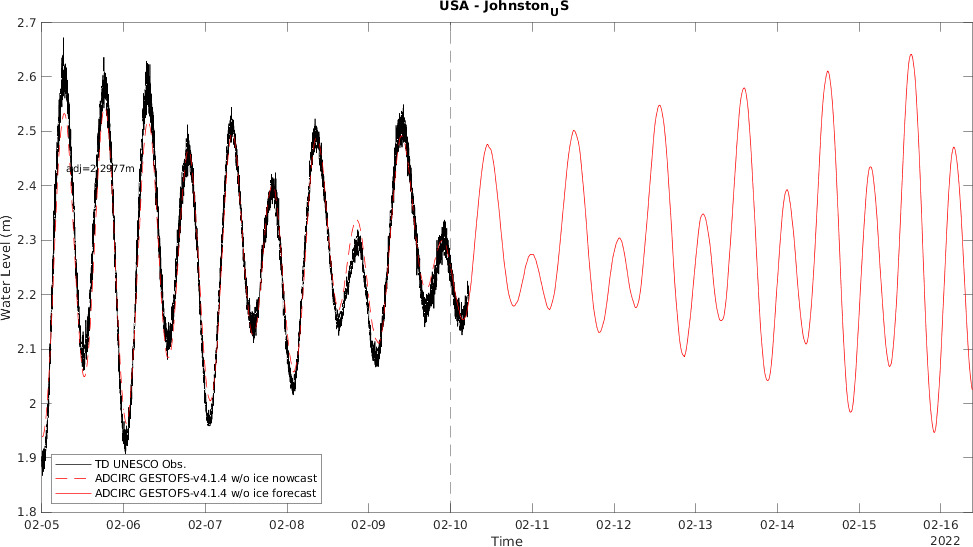 USA - Johnston_US
2.7
2.6
2.5
2.4
2.3
2.2
2.1
2
1.9
1.8
Water Level (m)
adj=2.2977m
TD UNESCO Obs.
ADCIRC GESTOFS-v4.1.4 w/o ice nowcast
ADCIRC GESTOFS-v4.1.4 w/o ice forecast
02-05 02-06 02-07 02-08 02-09 02-10 02-11 02-12 02-13 02-14 02-15 02-16
Time 2022